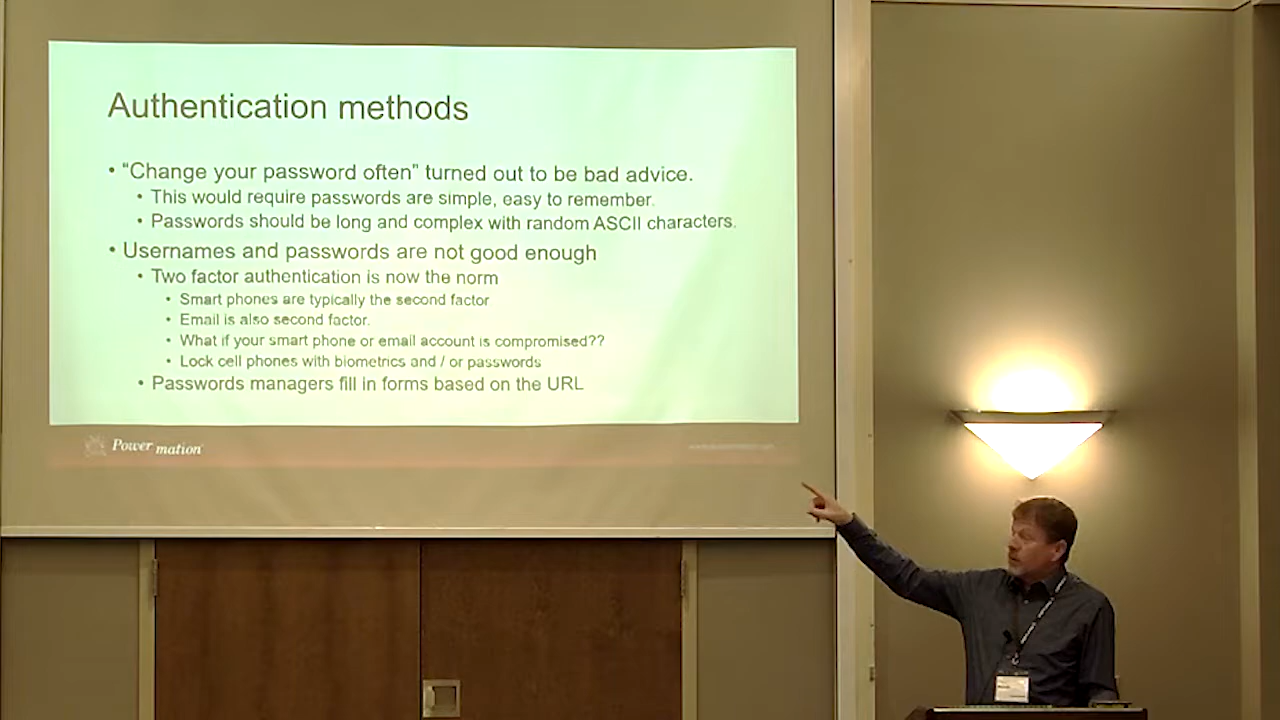 Authentication methods
• “Change your password often” turned out to be bad advice.
• This would require passwords are simple, easy to remember.
• Passwords should be long and complex with random ASCII characters.
• Usernames and passwords are not good enough
• Two factor authentication is now the norm
• Smart phones are typically the second factor
• Email is also second factor.
• What if your smart phone or email account is compromised??
• Lock cell phones with biometrics and / or passwords
• Passwords managers fill in forms based on the URL
Power mation